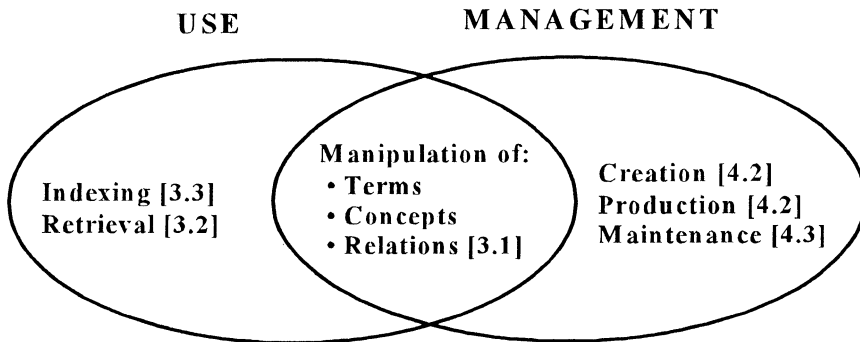 USE
MANAGEMENT
Indexing [3.3]
Retrieval [3.2]
Manipulation of:
• Terms
• Concepts
• Relations [3.1]
Creation [4.2]
Production [4.2]
Maintenance [4.3]